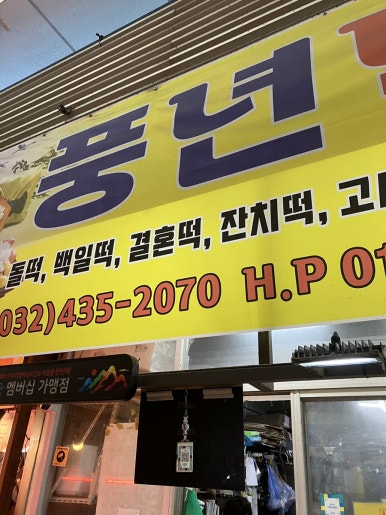 풍년
돌떡, 백일떡, 결혼떡, 잔치떡, 고
032)435-2070 H.P 01
멤버십 가맹점